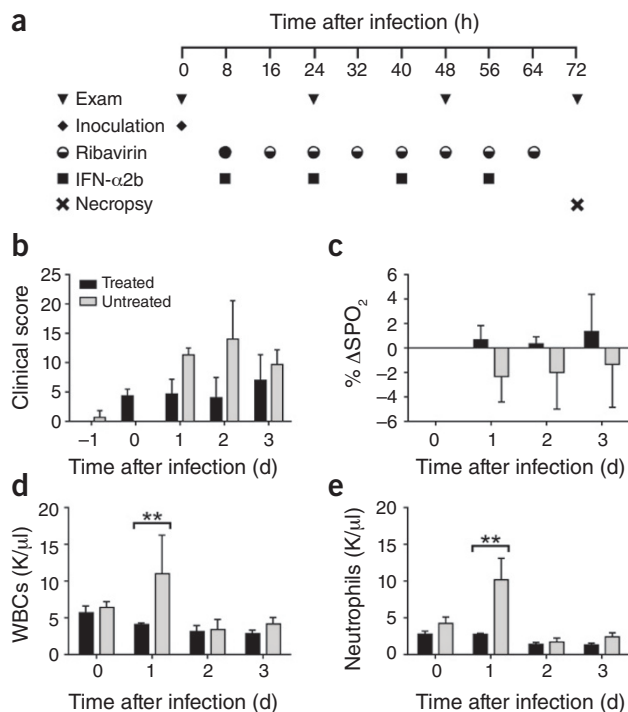 a
Time after infection (h)
0 8 16 24 32 40 48 56 64 72
Exam
Inoculation
Ribavirin
IFN-α2b
Necropsy
b
Clinical score
25
20
15
10
5
0
Treated
Untreated
–1 0 1 2 3
Time after infection (d)
c
% ΔSPO₂
6
4
2
0
–2
–4
–6
0 1 2 3
Time after infection (d)
d
WBCs (K/µl)
20
15
10
5
0
**
0 1 2 3
Time after infection (d)
e
Neutrophils (K/µl)
20
15
10
5
0
**
0 1 2 3
Time after infection (d)